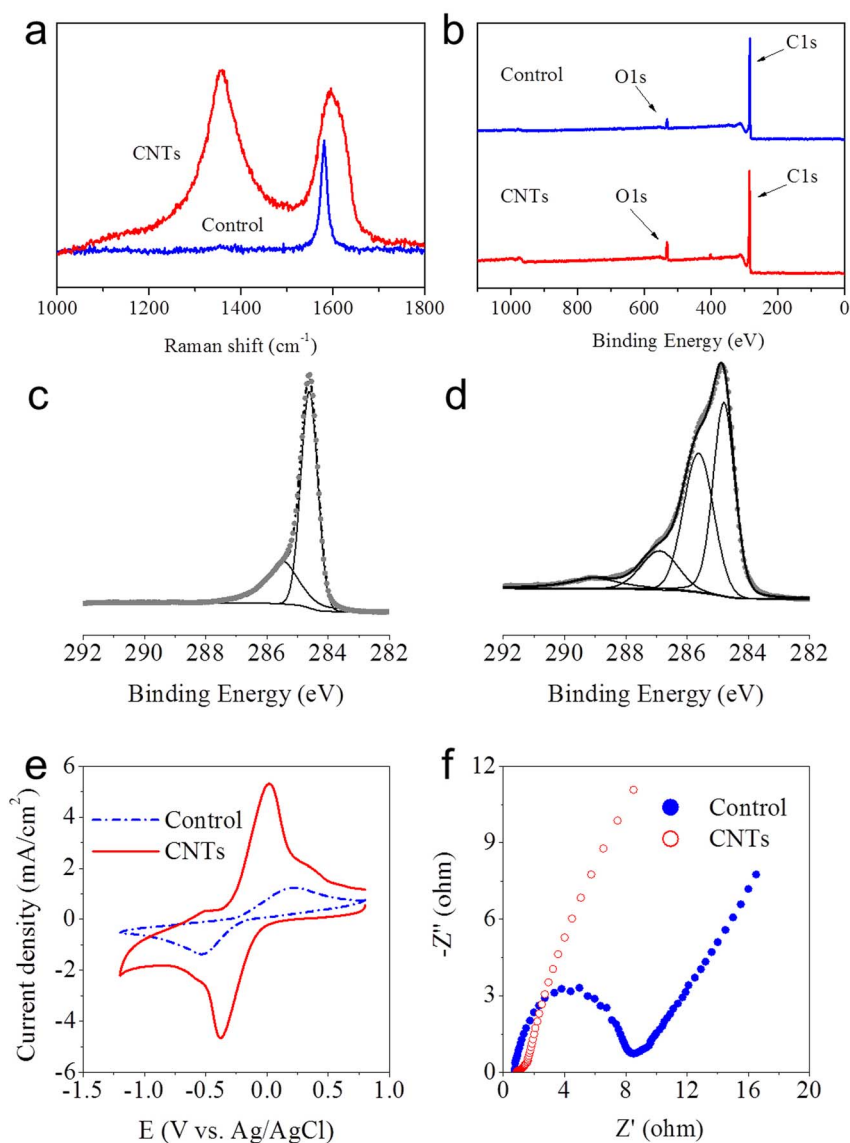 a
CNTs
Control
1000 1200 1400 1600 1800
Raman shift (cm⁻¹)
b
C1s
Control
O1s
C1s
CNTs
O1s
1000 800 600 400 200 0
Binding Energy (eV)
c
292 290 288 286 284 282
Binding Energy (eV)
d
292 290 288 286 284 282
Binding Energy (eV)
e
Current density (mA/cm²)
6
4
2
0
-2
-4
-6
Control
CNTs
-1.5 -1.0 -0.5 0.0 0.5 1.0
E (V vs. Ag/AgCl)
f
-Z'' (ohm)
12
9
6
3
0
Control
CNTs
0 4 8 12 16 20
Z' (ohm)